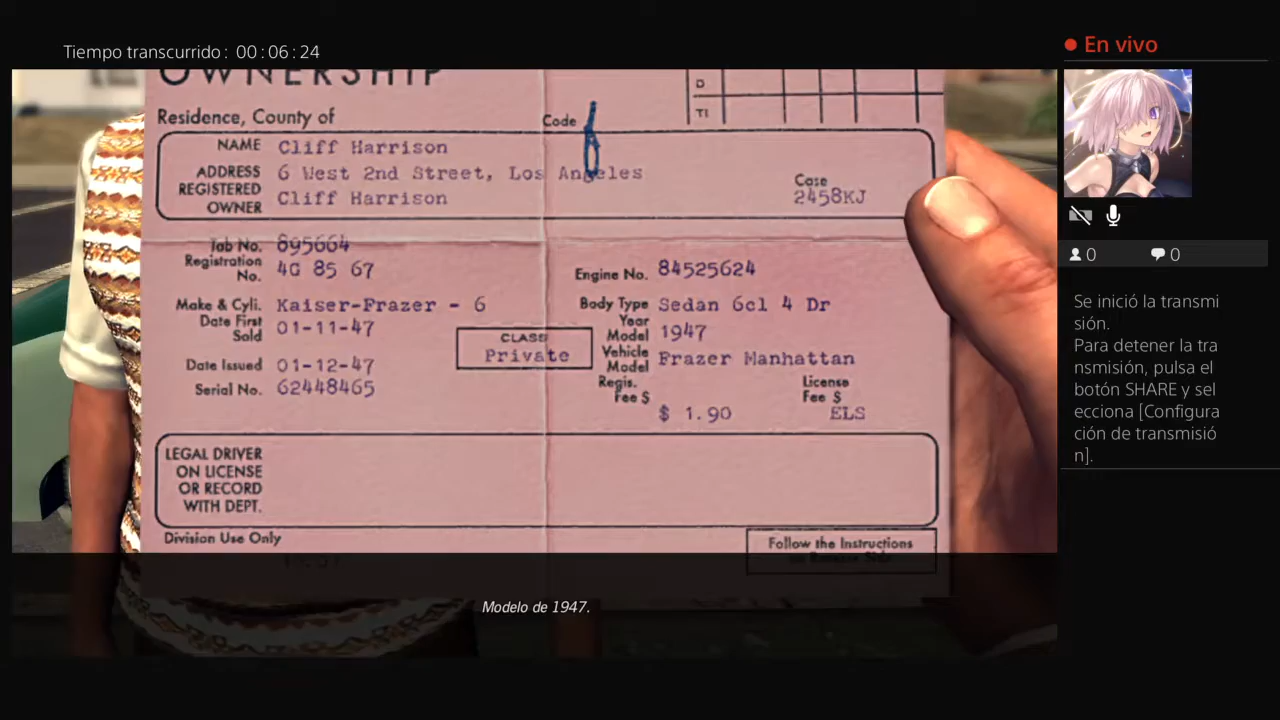 Tiempo transcurrido: 00:06:24
En vivo
OWNERSHIP
D
TI
Residence, County of
Code
NAME Cliff Harrison
ADDRESS 6 West 2nd Street, Los Angeles
REGISTERED OWNER Cliff Harrison
Case
2458KJ
Tab No. 895664
Registration No. 4G 85 67
Engine No. 84525624
Make & Cyli. Kaiser-Frazer - 6
Body Type Sedan 6cl 4 Dr
Date First Sold 01-11-47
Year Model 1947
CLASS
Private
Vehicle Model Frazer Manhattan
Date Issued 01-12-47
Serial No. 62448465
Regis. Fee $ $ 1.90
License Fee $ ELS
LEGAL DRIVER
ON LICENSE
OR RECORD
WITH DEPT.
Division Use Only
Follow the Instructions
on Reverse Side
Modelo de 1947.
0
0
Se inició la transmi
sión.
Para detener la tra
nsmisión, pulsa el
botón SHARE y sel
ecciona [Configura
ción de transmisió
n].